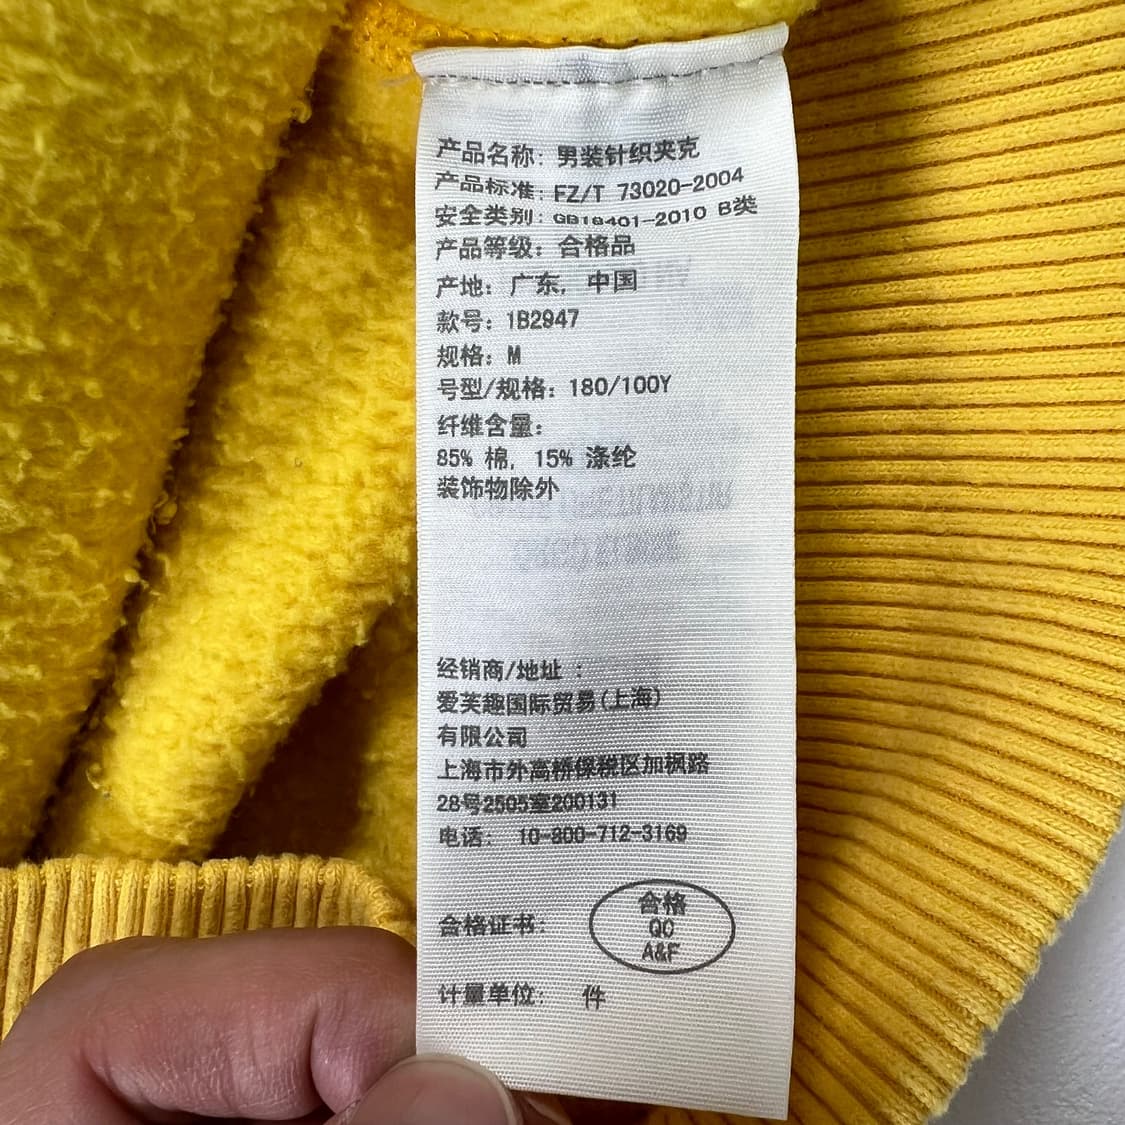 产品名称: 男装针织夹克
产品标准: FZ/T 73020-2004
安全类别: GB18401-2010 B类
产品等级: 合格品
产地: 广东, 中国
款号: 1B2947
规格: M
号型/规格: 180/100Y
纤维含量:
85% 棉, 15% 涤纶
装饰物除外
经销商/地址 :
爱芙趣国际贸易(上海)
有限公司
上海市外高桥保税区加枫路
28号2505室200131
电话: 10-800-712-3169
合格证书:
合格
QC
A&F
计量单位: 件